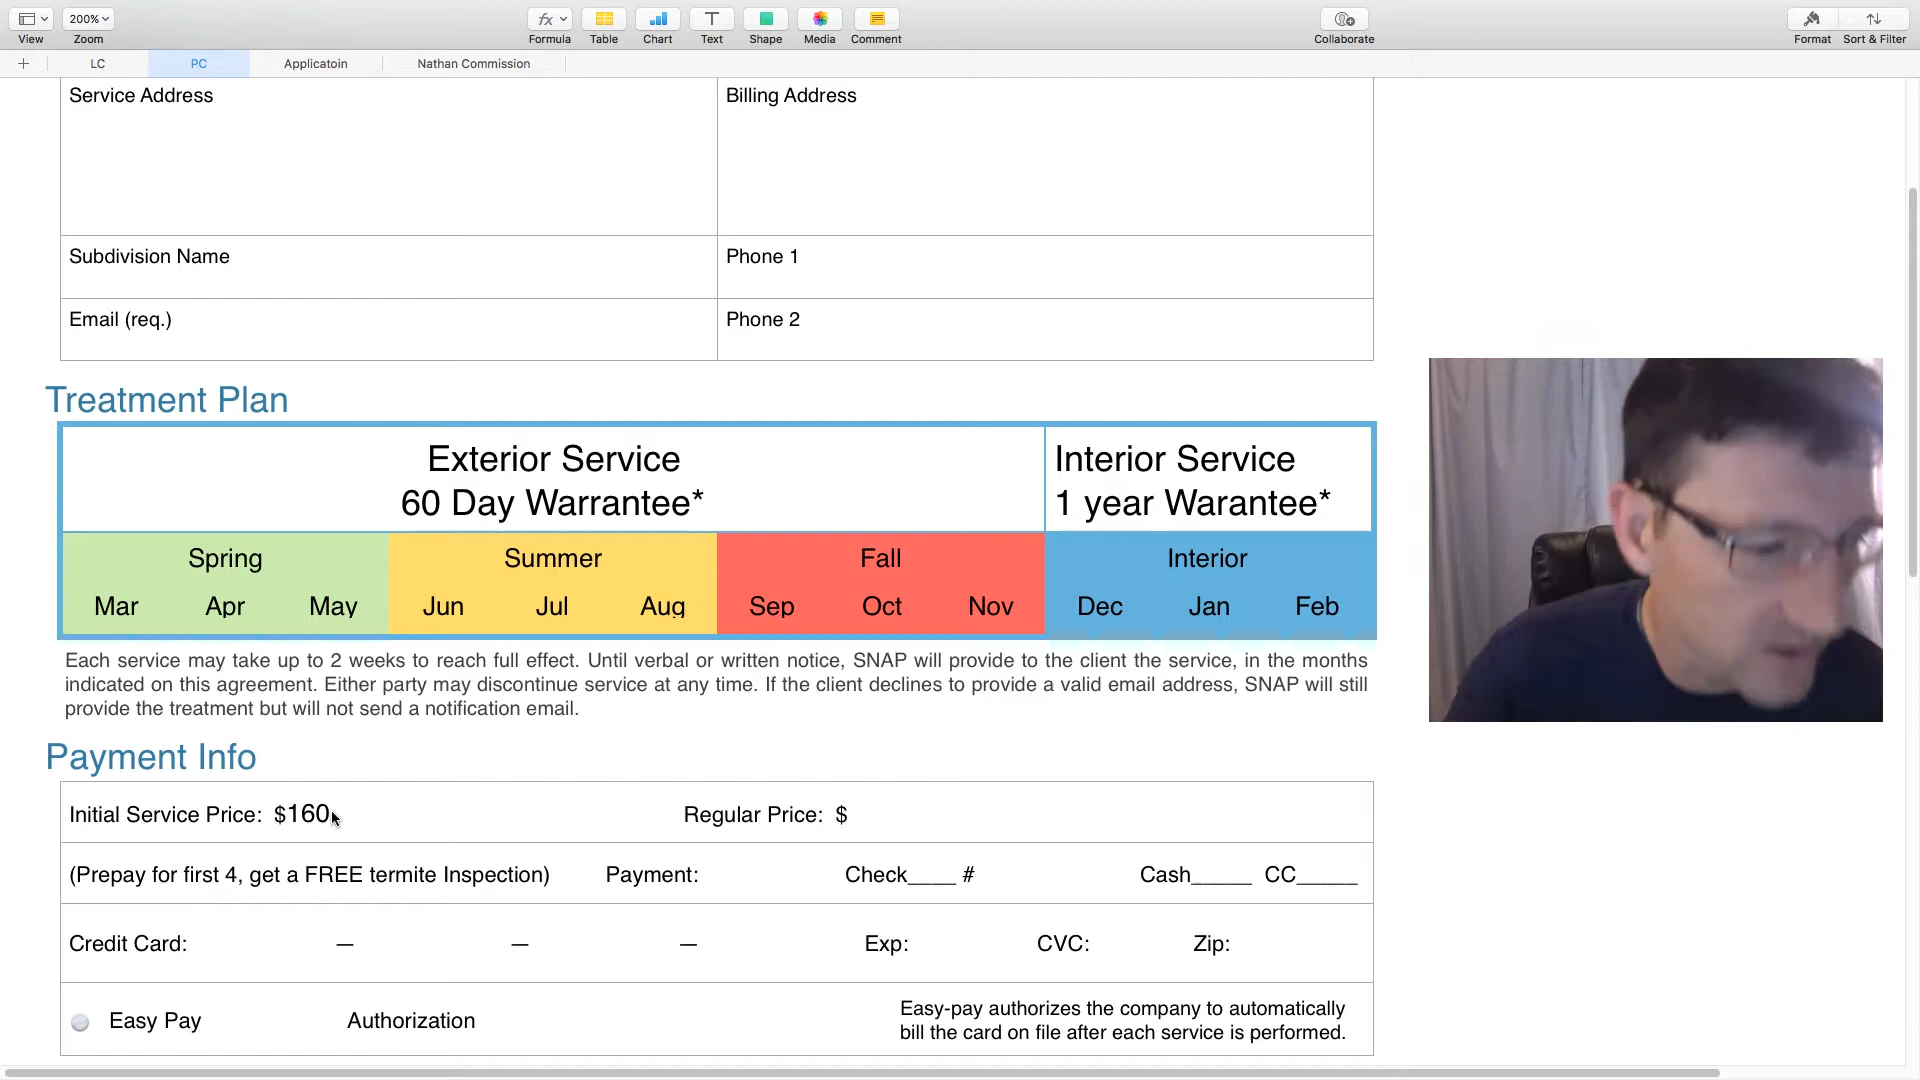 View
200%
Zoom
Formula
Table
Chart
Text
Shape
Media
Comment
Collaborate
Format
Sort & Filter
LC
PC
Applicatoin
Nathan Commission
Service Address
Billing Address
Subdivision Name
Phone 1
Email (req.)
Phone 2
Treatment Plan
Exterior Service
60 Day Warrantee*
Interior Service
1 year Warantee*
Spring
Summer
Fall
Interior
Mar Apr May Jun Jul Aug Sep Oct Nov Dec Jan Feb
Each service may take up to 2 weeks to reach full effect. Until verbal or written notice, SNAP will provide to the client the service, in the months
indicated on this agreement. Either party may discontinue service at any time. If the client declines to provide a valid email address, SNAP will still
provide the treatment but will not send a notification email.
Payment Info
Initial Service Price: $160 Regular Price: $
(Prepay for first 4, get a FREE termite Inspection) Payment: Check____ # Cash_____ CC_____
Credit Card: — — — Exp: CVC: Zip:
Easy Pay Authorization
Easy-pay authorizes the company to automatically
bill the card on file after each service is performed.